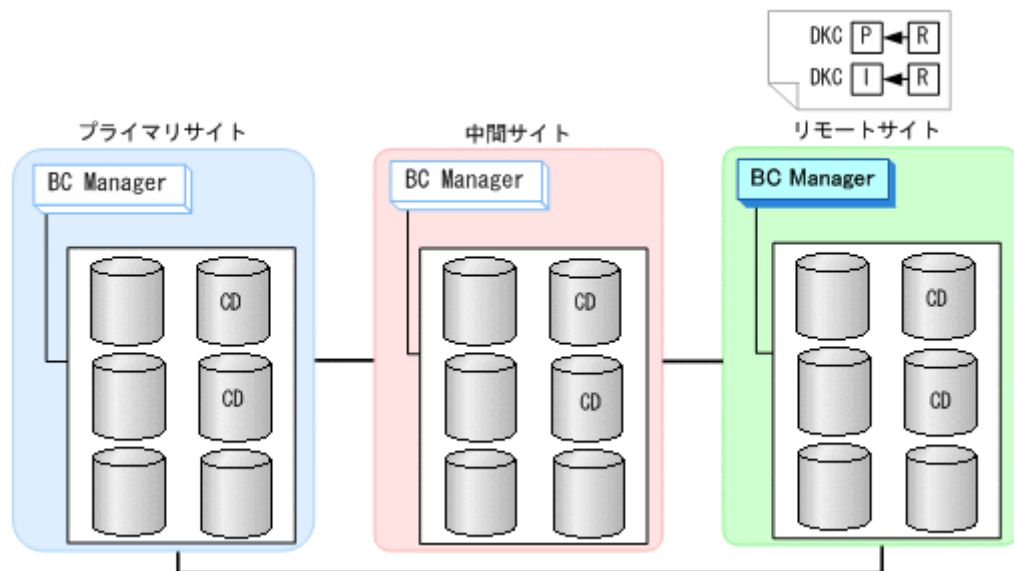 DKC P R
DKC I R
プライマリサイト
中間サイト
リモートサイト
BC Manager
BC Manager
BC Manager
CD
CD
CD
CD
CD
CD